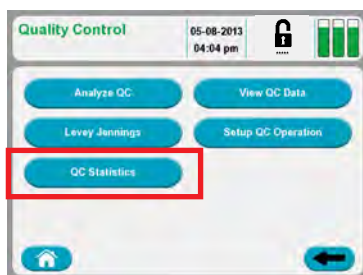 Quality Control
05-08-2013
04:04 pm
Analyze QC
View QC Data
Levey Jennings
Setup QC Operation
QC Statistics